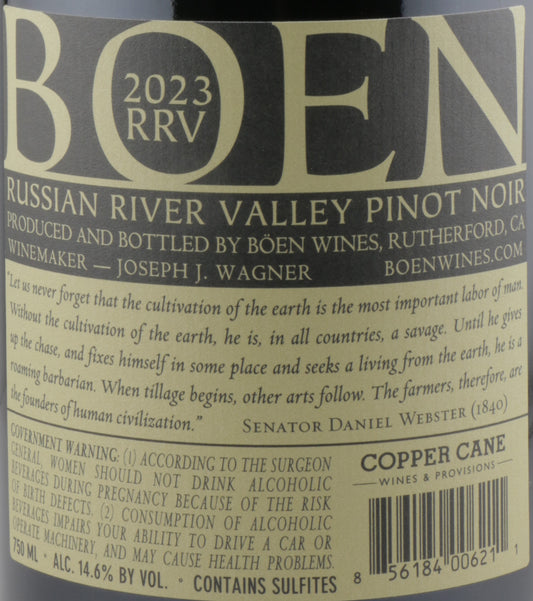 BOEN
2023
RRV
RUSSIAN RIVER VALLEY PINOT NOIR
PRODUCED AND BOTTLED BY BÖEN WINES, RUTHERFORD, CA
WINEMAKER — JOSEPH J. WAGNER BOENWINES.COM
"Let us never forget that the cultivation of the earth is the most important labor of man.
Without the cultivation of the earth, he is, in all countries, a savage. Until he gives
up the chase, and fixes himself in some place and seeks a living from the earth, he is a
roaming barbarian. When tillage begins, other arts follow. The farmers, therefore, are
the founders of human civilization."
SENATOR DANIEL WEBSTER (1840)
GOVERNMENT WARNING: (1) ACCORDING TO THE SURGEON
GENERAL WOMEN SHOULD NOT DRINK ALCOHOLIC
BEVERAGES DURING PREGNANCY BECAUSE OF THE RISK
OF BIRTH DEFECTS. (2) CONSUMPTION OF ALCOHOLIC
BEVERAGES IMPAIRS YOUR ABILITY TO DRIVE A CAR OR
OPERATE MACHINERY, AND MAY CAUSE HEALTH PROBLEMS.
750 ML • ALC. 14.6% BY VOL. • CONTAINS SULFITES
COPPER CANE
WINES & PROVISIONS
8 56184 00621 1